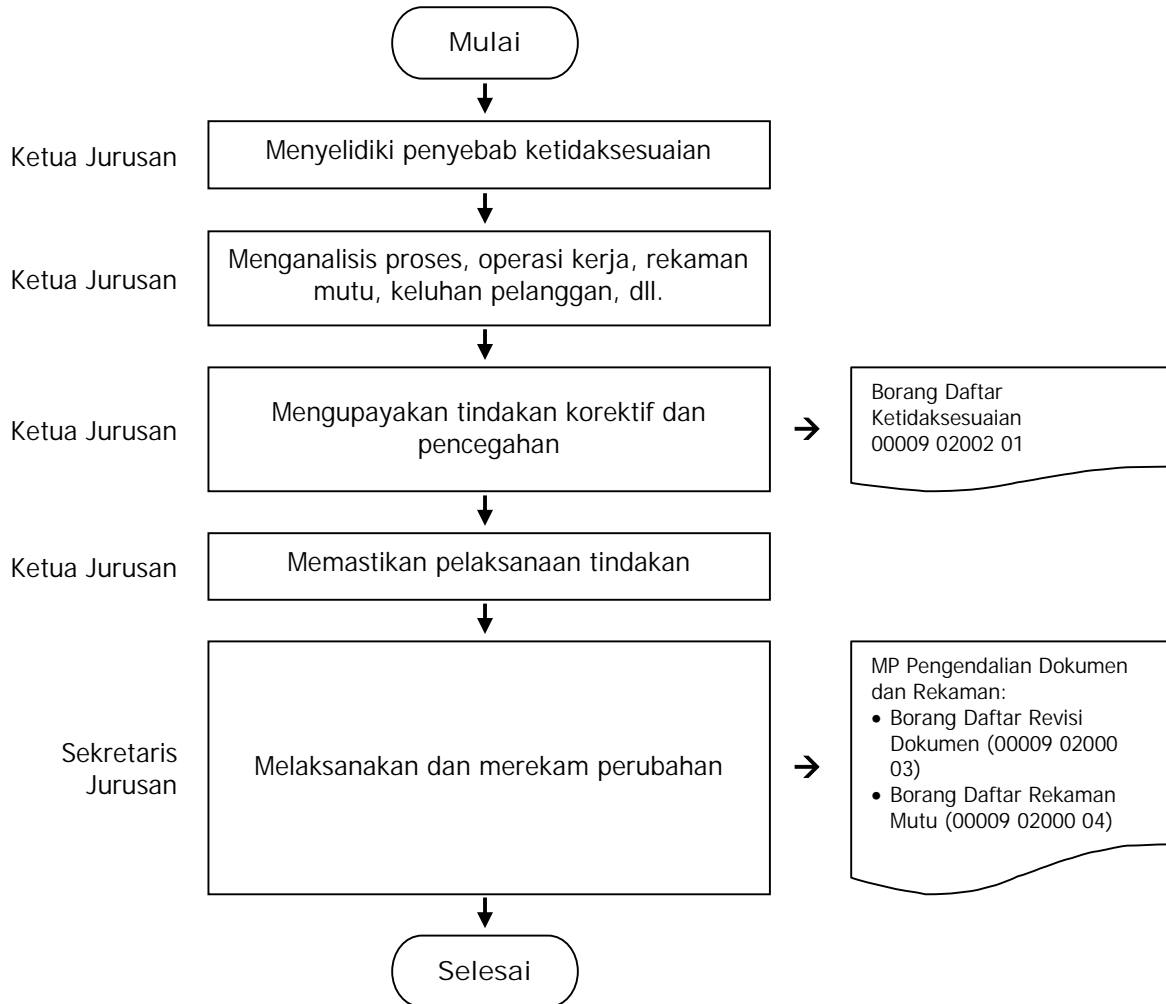 Mulai
Ketua Jurusan
Menyelidiki penyebab ketidaksesuaian
Ketua Jurusan
Menganalisis proses, operasi kerja, rekaman
mutu, keluhan pelanggan, dll.
Ketua Jurusan
Mengupayakan tindakan korektif dan
pencegahan
Borang Daftar
Ketidaksesuaian
00009 02002 01
Ketua Jurusan
Memastikan pelaksanaan tindakan
Sekretaris
Jurusan
Melaksanakan dan merekam perubahan
MP Pengendalian Dokumen
dan Rekaman:
• Borang Daftar Revisi
Dokumen (00009 02000
03)
• Borang Daftar Rekaman
Mutu (00009 02000 04)
Selesai